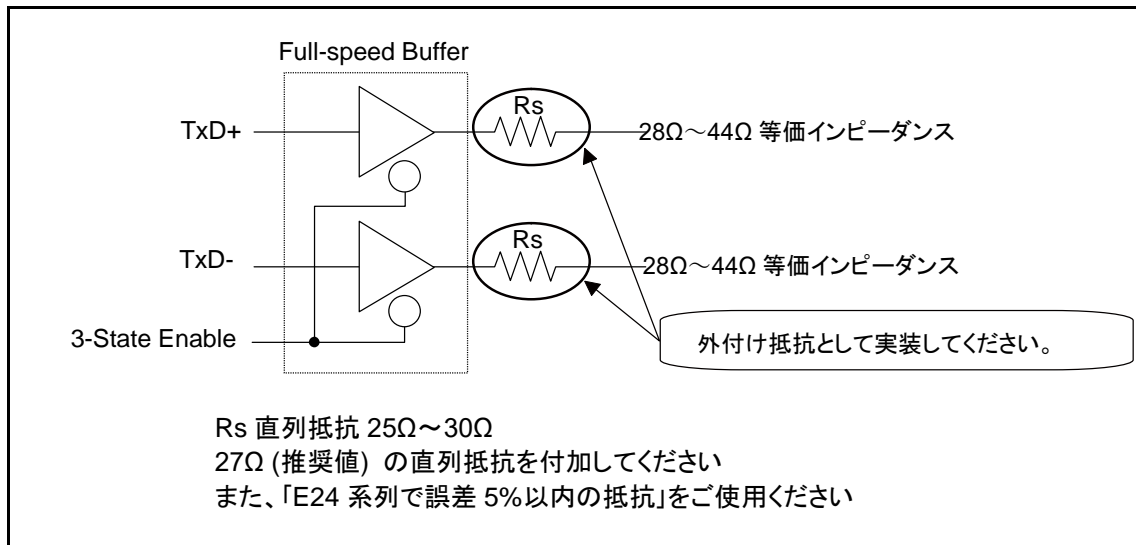 Full-speed Buffer
TxD+
Rs
28Ω～44Ω 等価インピーダンス
TxD-
Rs
28Ω～44Ω 等価インピーダンス
3-State Enable
外付け抵抗として実装してください。
Rs 直列抵抗 25Ω～30Ω
27Ω (推奨値) の直列抵抗を付加してください
また、「E24 系列で誤差 5%以内の抵抗」をご使用ください